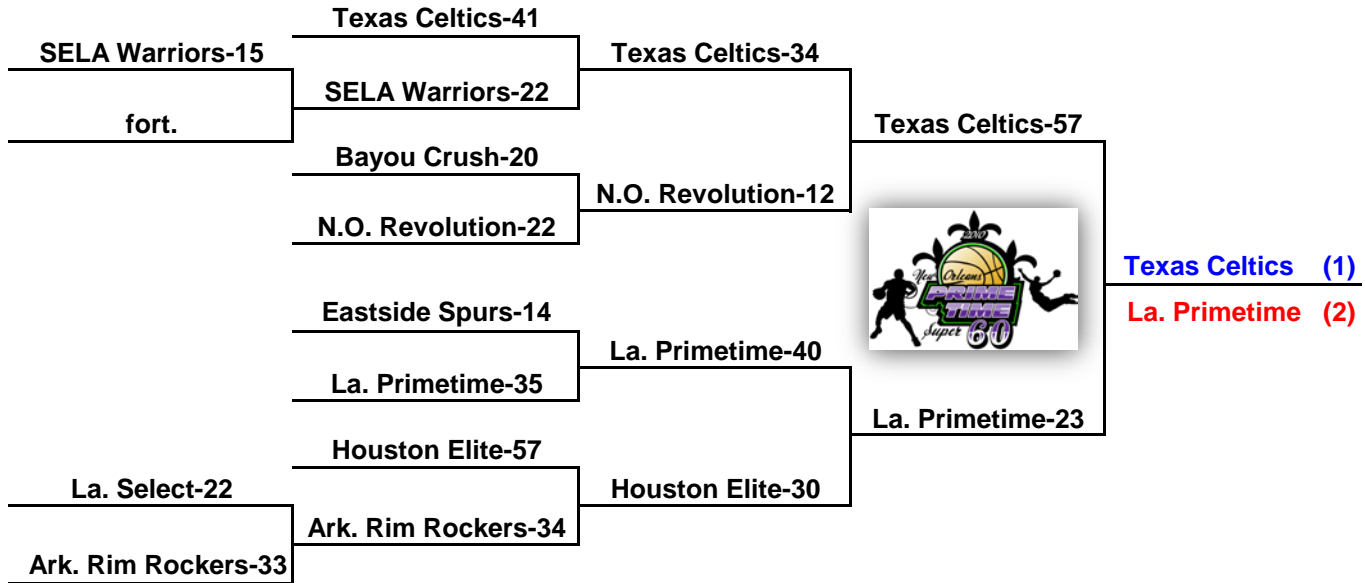 Texas Celtics-41
SELA Warriors-15
Texas Celtics-34
SELA Warriors-22
fort.
Texas Celtics-57
Bayou Crush-20
N.O. Revolution-12
N.O. Revolution-22
2010
New Orleans
PRIME
TIME
Super 60
Texas Celtics (1)
La. Primetime (2)
Eastside Spurs-14
La. Primetime-40
La. Primetime-35
La. Primetime-23
Houston Elite-57
La. Select-22
Houston Elite-30
Ark. Rim Rockers-34
Ark. Rim Rockers-33